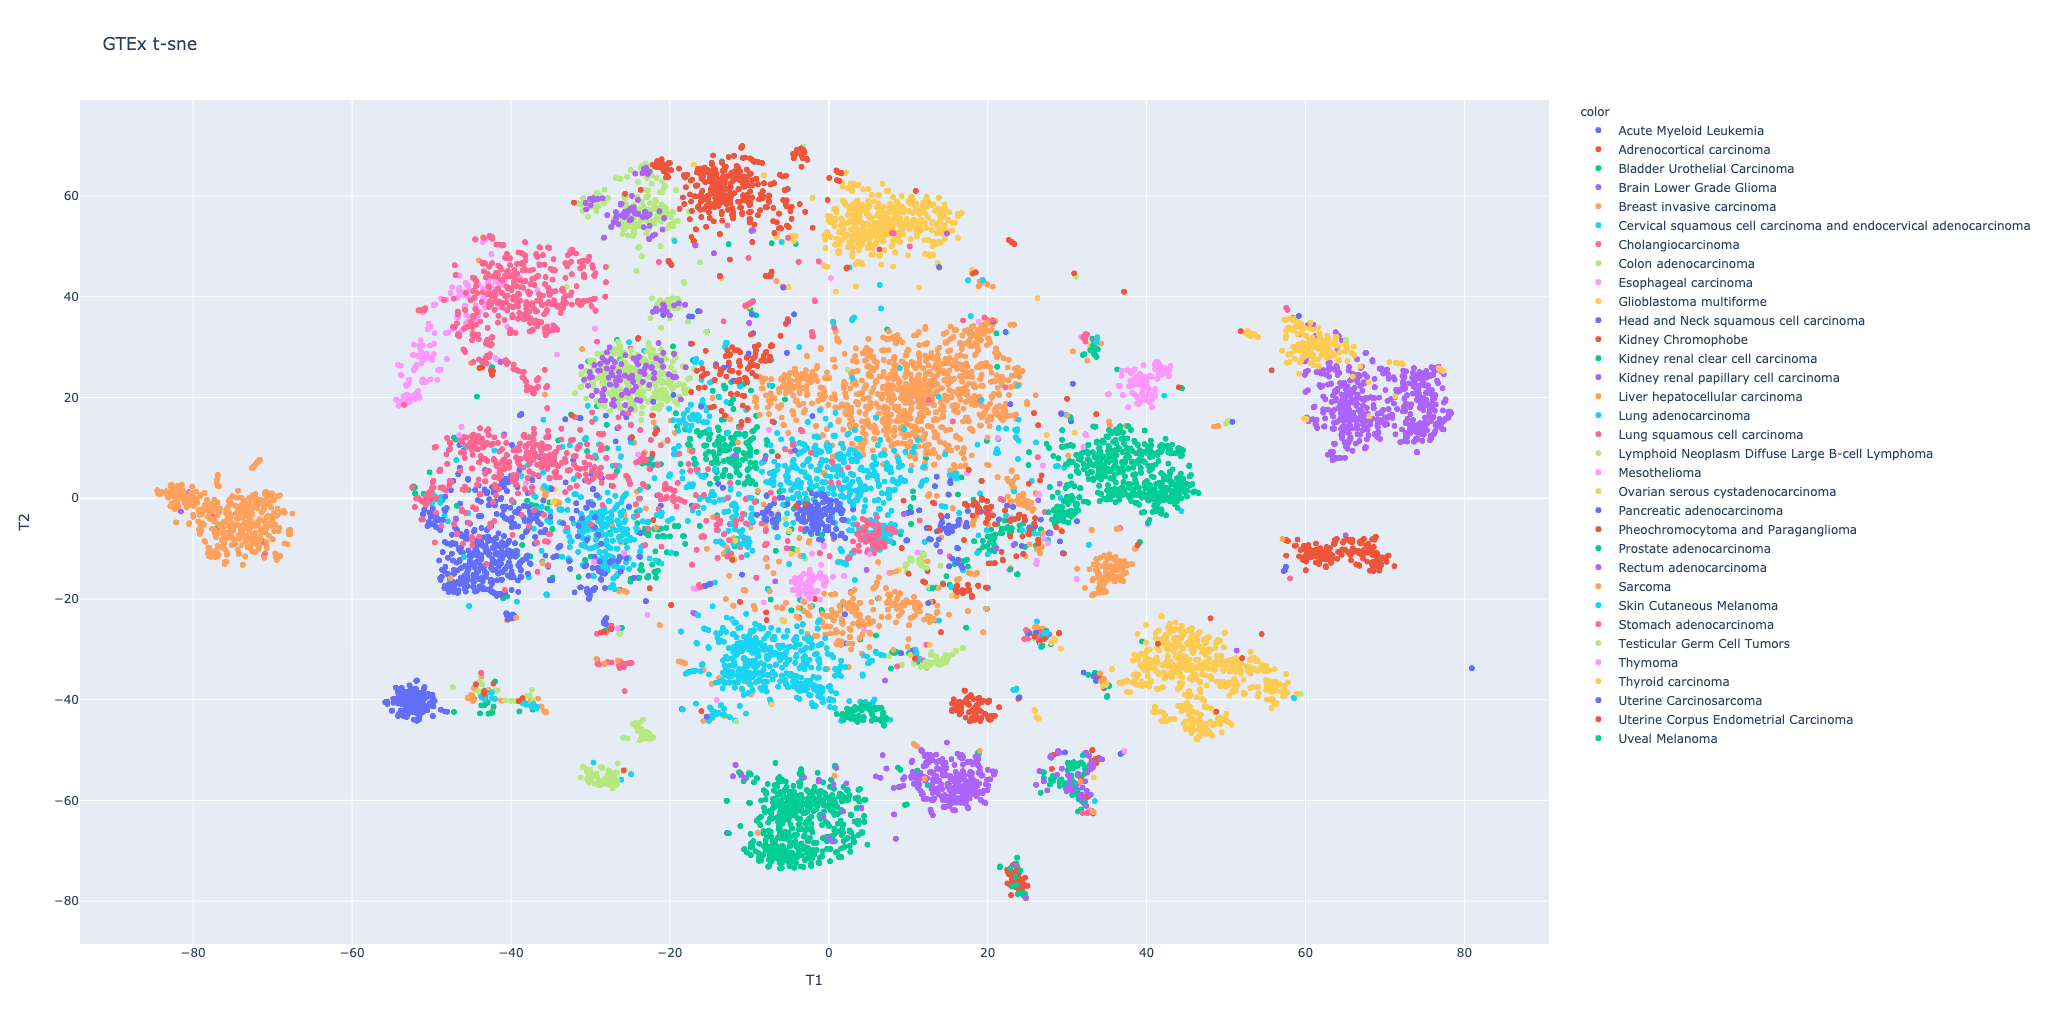 GTEx t-sne
color
Acute Myeloid Leukemia
Adrenocortical carcinoma
Bladder Urothelial Carcinoma
Brain Lower Grade Glioma
Breast invasive carcinoma
Cervical squamous cell carcinoma and endocervical adenocarcinoma
Cholangiocarcinoma
Colon adenocarcinoma
Esophageal carcinoma
Glioblastoma multiforme
Head and Neck squamous cell carcinoma
Kidney Chromophobe
Kidney renal clear cell carcinoma
Kidney renal papillary cell carcinoma
Liver hepatocellular carcinoma
Lung adenocarcinoma
Lung squamous cell carcinoma
Lymphoid Neoplasm Diffuse Large B-cell Lymphoma
Mesothelioma
Ovarian serous cystadenocarcinoma
Pancreatic adenocarcinoma
Pheochromocytoma and Paraganglioma
Prostate adenocarcinoma
Rectum adenocarcinoma
Sarcoma
Skin Cutaneous Melanoma
Stomach adenocarcinoma
Testicular Germ Cell Tumors
Thymoma
Thyroid carcinoma
Uterine Carcinosarcoma
Uterine Corpus Endometrial Carcinoma
Uveal Melanoma
60
40
20
0
−20
−40
−60
−80
T2
−80 −60 −40 −20 0 20 40 60 80
T1